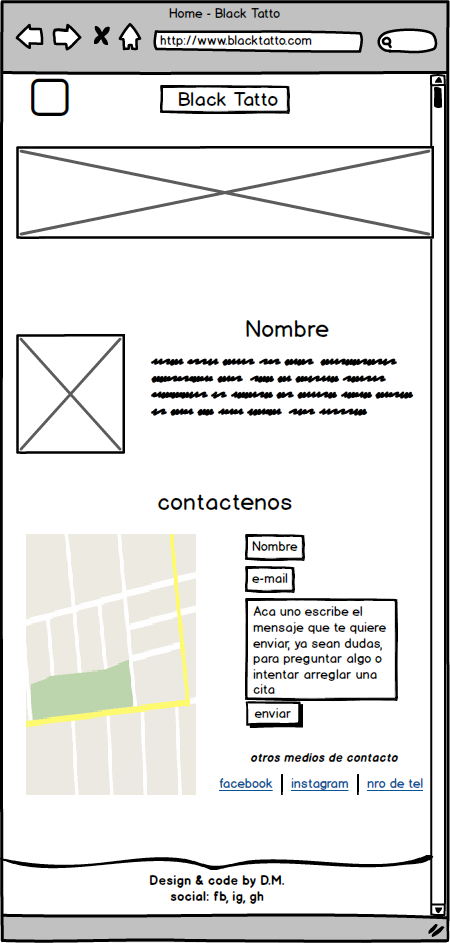 Home - Black Tatto
http://www.blacktatto.com
Black Tatto
Nombre
contactenos
Nombre
e-mail
Aca uno escribe el
mensaje que te quiere
enviar, ya sean dudas,
para preguntar algo o
intentar arreglar una
cita
enviar
otros medios de contacto
facebook | instagram | nro de tel
Design & code by D.M.
social: fb, ig, gh